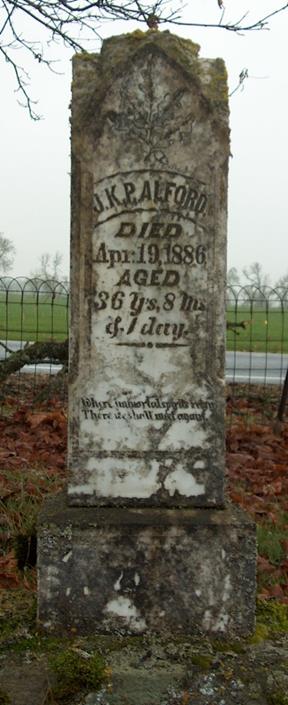 J.K.P. ALFORD.
DIED
Apr. 19, 1886
AGED
36 Ys, 8 Ms
& 1 day.
Where immortal spirits reign
There we shall meet again.